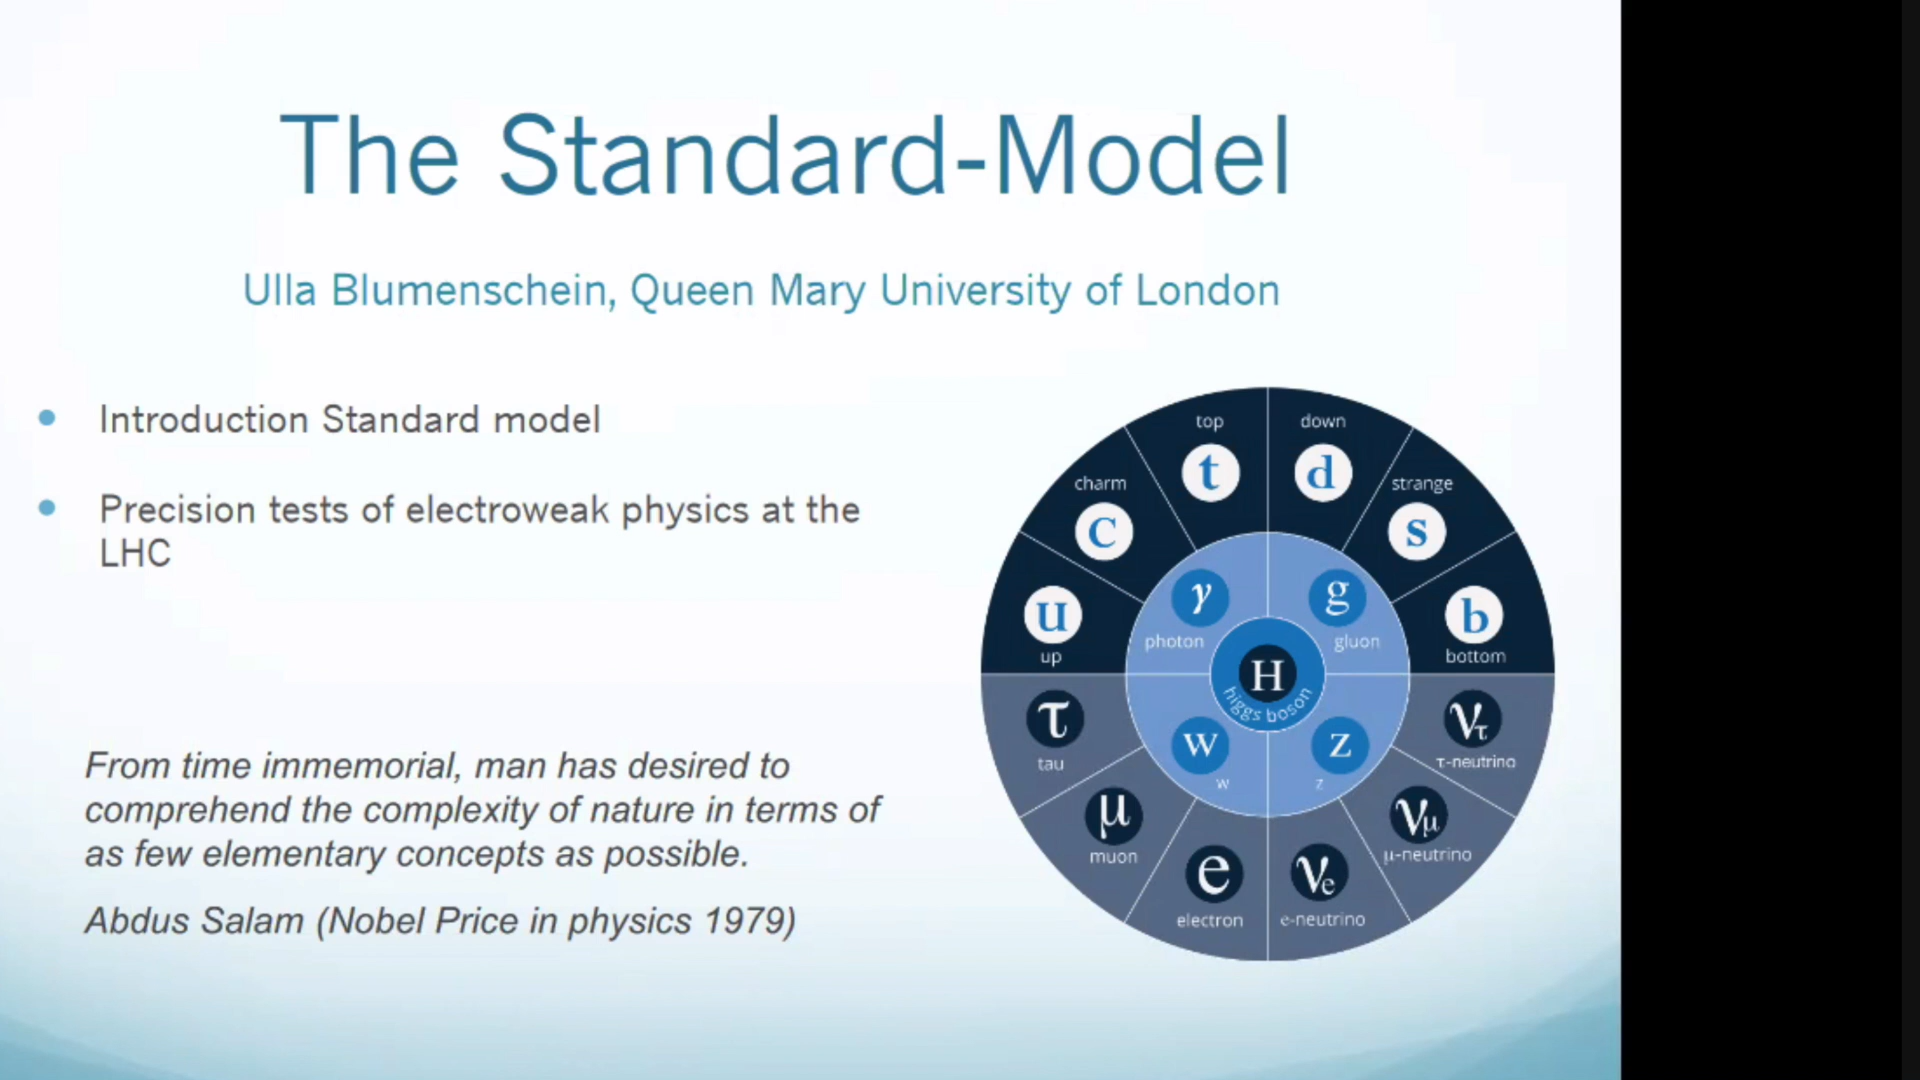 The Standard-Model
Ulla Blumenschein, Queen Mary University of London
Introduction Standard model
Precision tests of electroweak physics at the
LHC
From time immemorial, man has desired to
comprehend the complexity of nature in terms of
as few elementary concepts as possible.
Abdus Salam (Nobel Price in physics 1979)
top
t
down
d
charm
c
strange
s
u
up
b
bottom
γ
photon
g
gluon
H
higgs boson
W
w
Z
z
τ
tau
ντ
τ-neutrino
μ
muon
νμ
μ-neutrino
e
electron
νe
e-neutrino